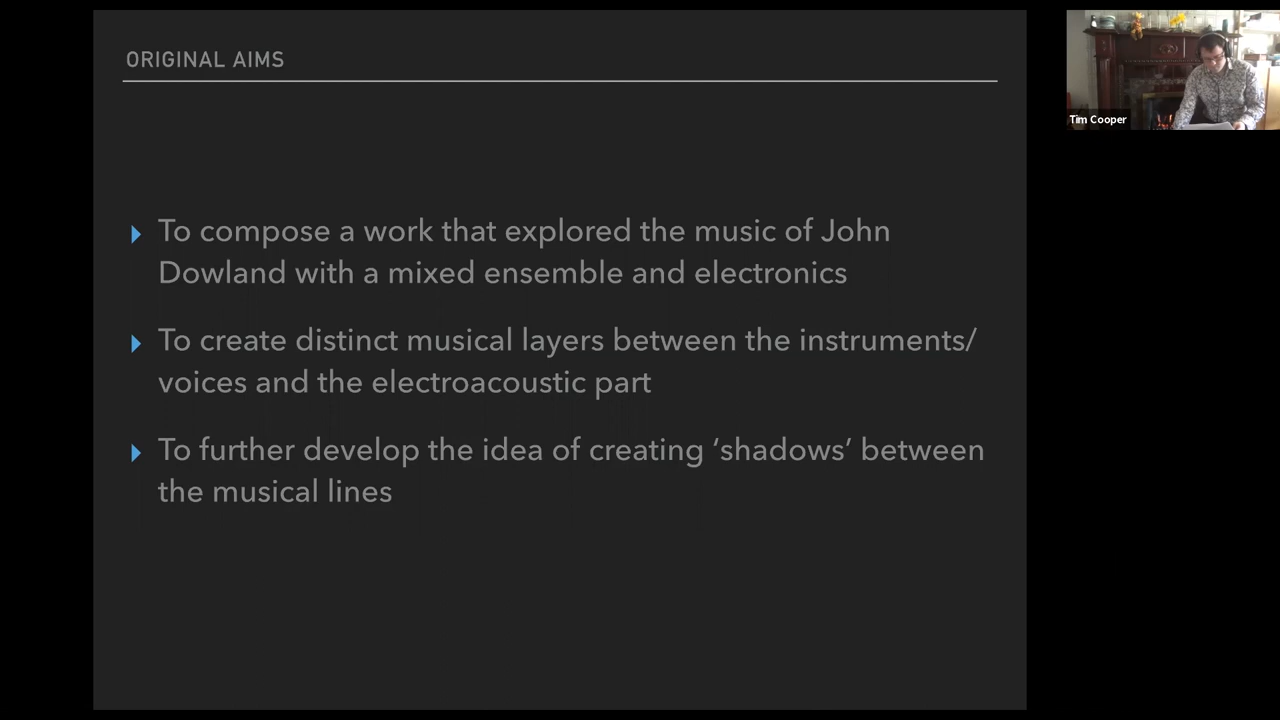 ORIGINAL AIMS
To compose a work that explored the music of John
Dowland with a mixed ensemble and electronics
To create distinct musical layers between the instruments/
voices and the electroacoustic part
To further develop the idea of creating ‘shadows’ between
the musical lines
Tim Cooper